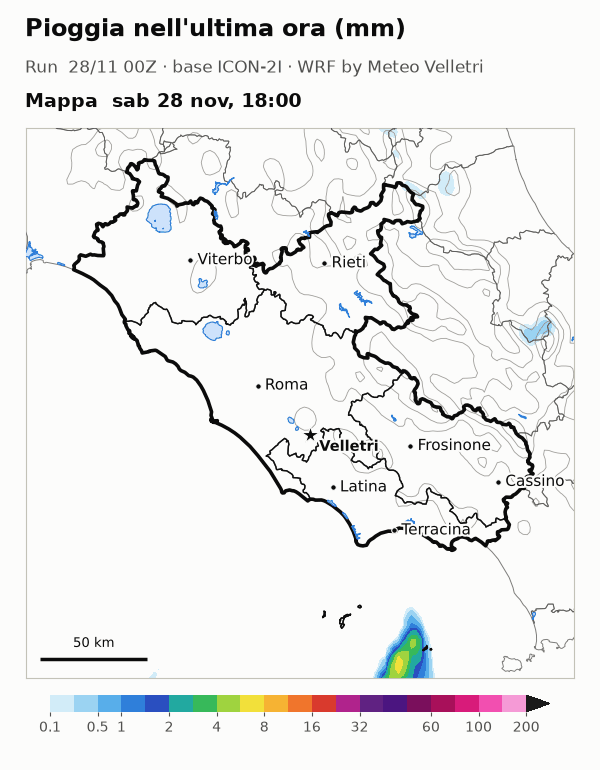 Pioggia nell'ultima ora (mm)
Run 28/11 00Z · base ICON-2I · WRF by Meteo Velletri
Mappa sab 28 nov, 18:00
Viterbo
Rieti
Roma
Velletri
Frosinone
Latina
Cassino
Terracina
50 km
0.1 0.5 1 2 4 8 16 32 60 100 200